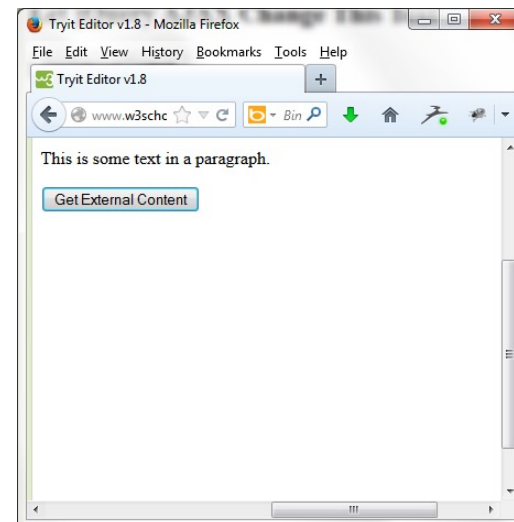 Tryit Editor v1.8 - Mozilla Firefox
File Edit View History Bookmarks Tools Help
Tryit Editor v1.8
www.w3schc Bin
This is some text in a paragraph.
Get External Content